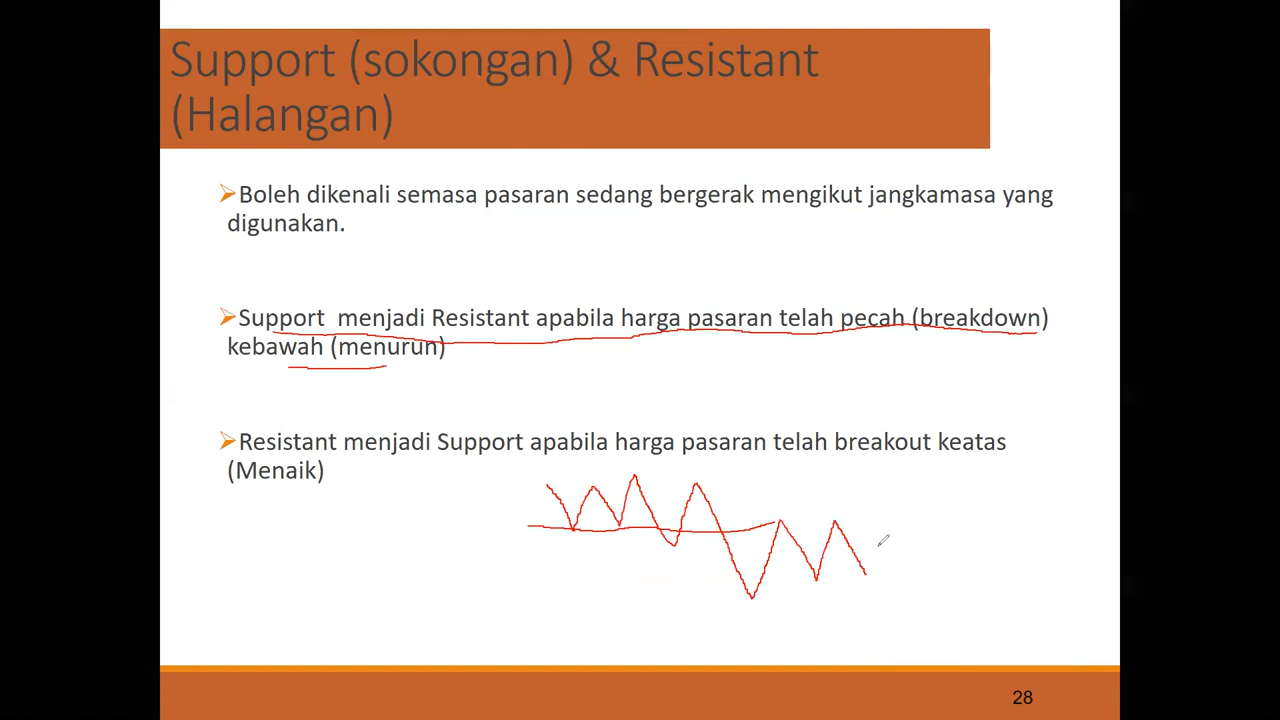 Support (sokongan) & Resistant
(Halangan)
Boleh dikenali semasa pasaran sedang bergerak mengikut jangkamasa yang
digunakan.
Support menjadi Resistant apabila harga pasaran telah pecah (breakdown)
kebawah (menurun)
Resistant menjadi Support apabila harga pasaran telah breakout keatas
(Menaik)
28